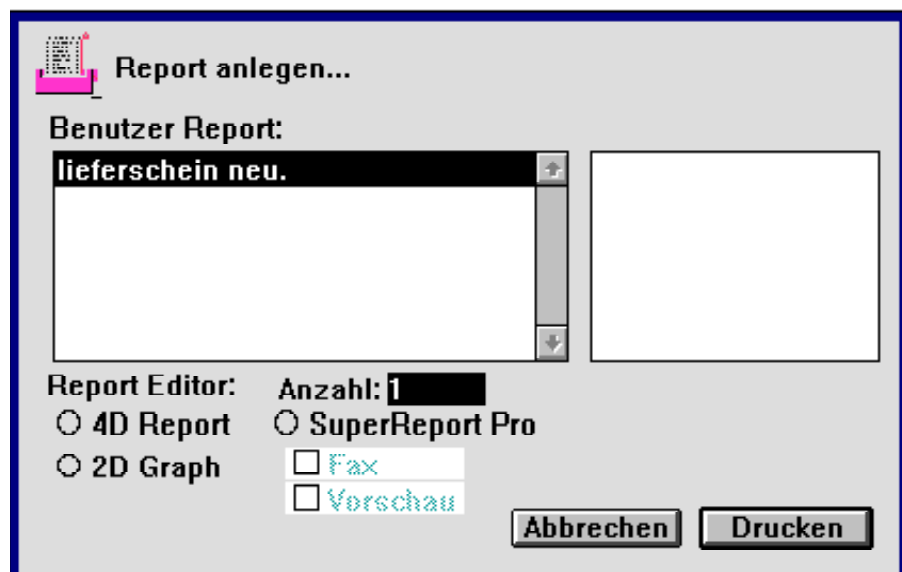 Report anlegen...
Benutzer Report:
lieferschein neu.
Report Editor:
Anzahl: 1
4D Report
SuperReport Pro
2D Graph
Fax
Vorschau
Abbrechen
Drucken